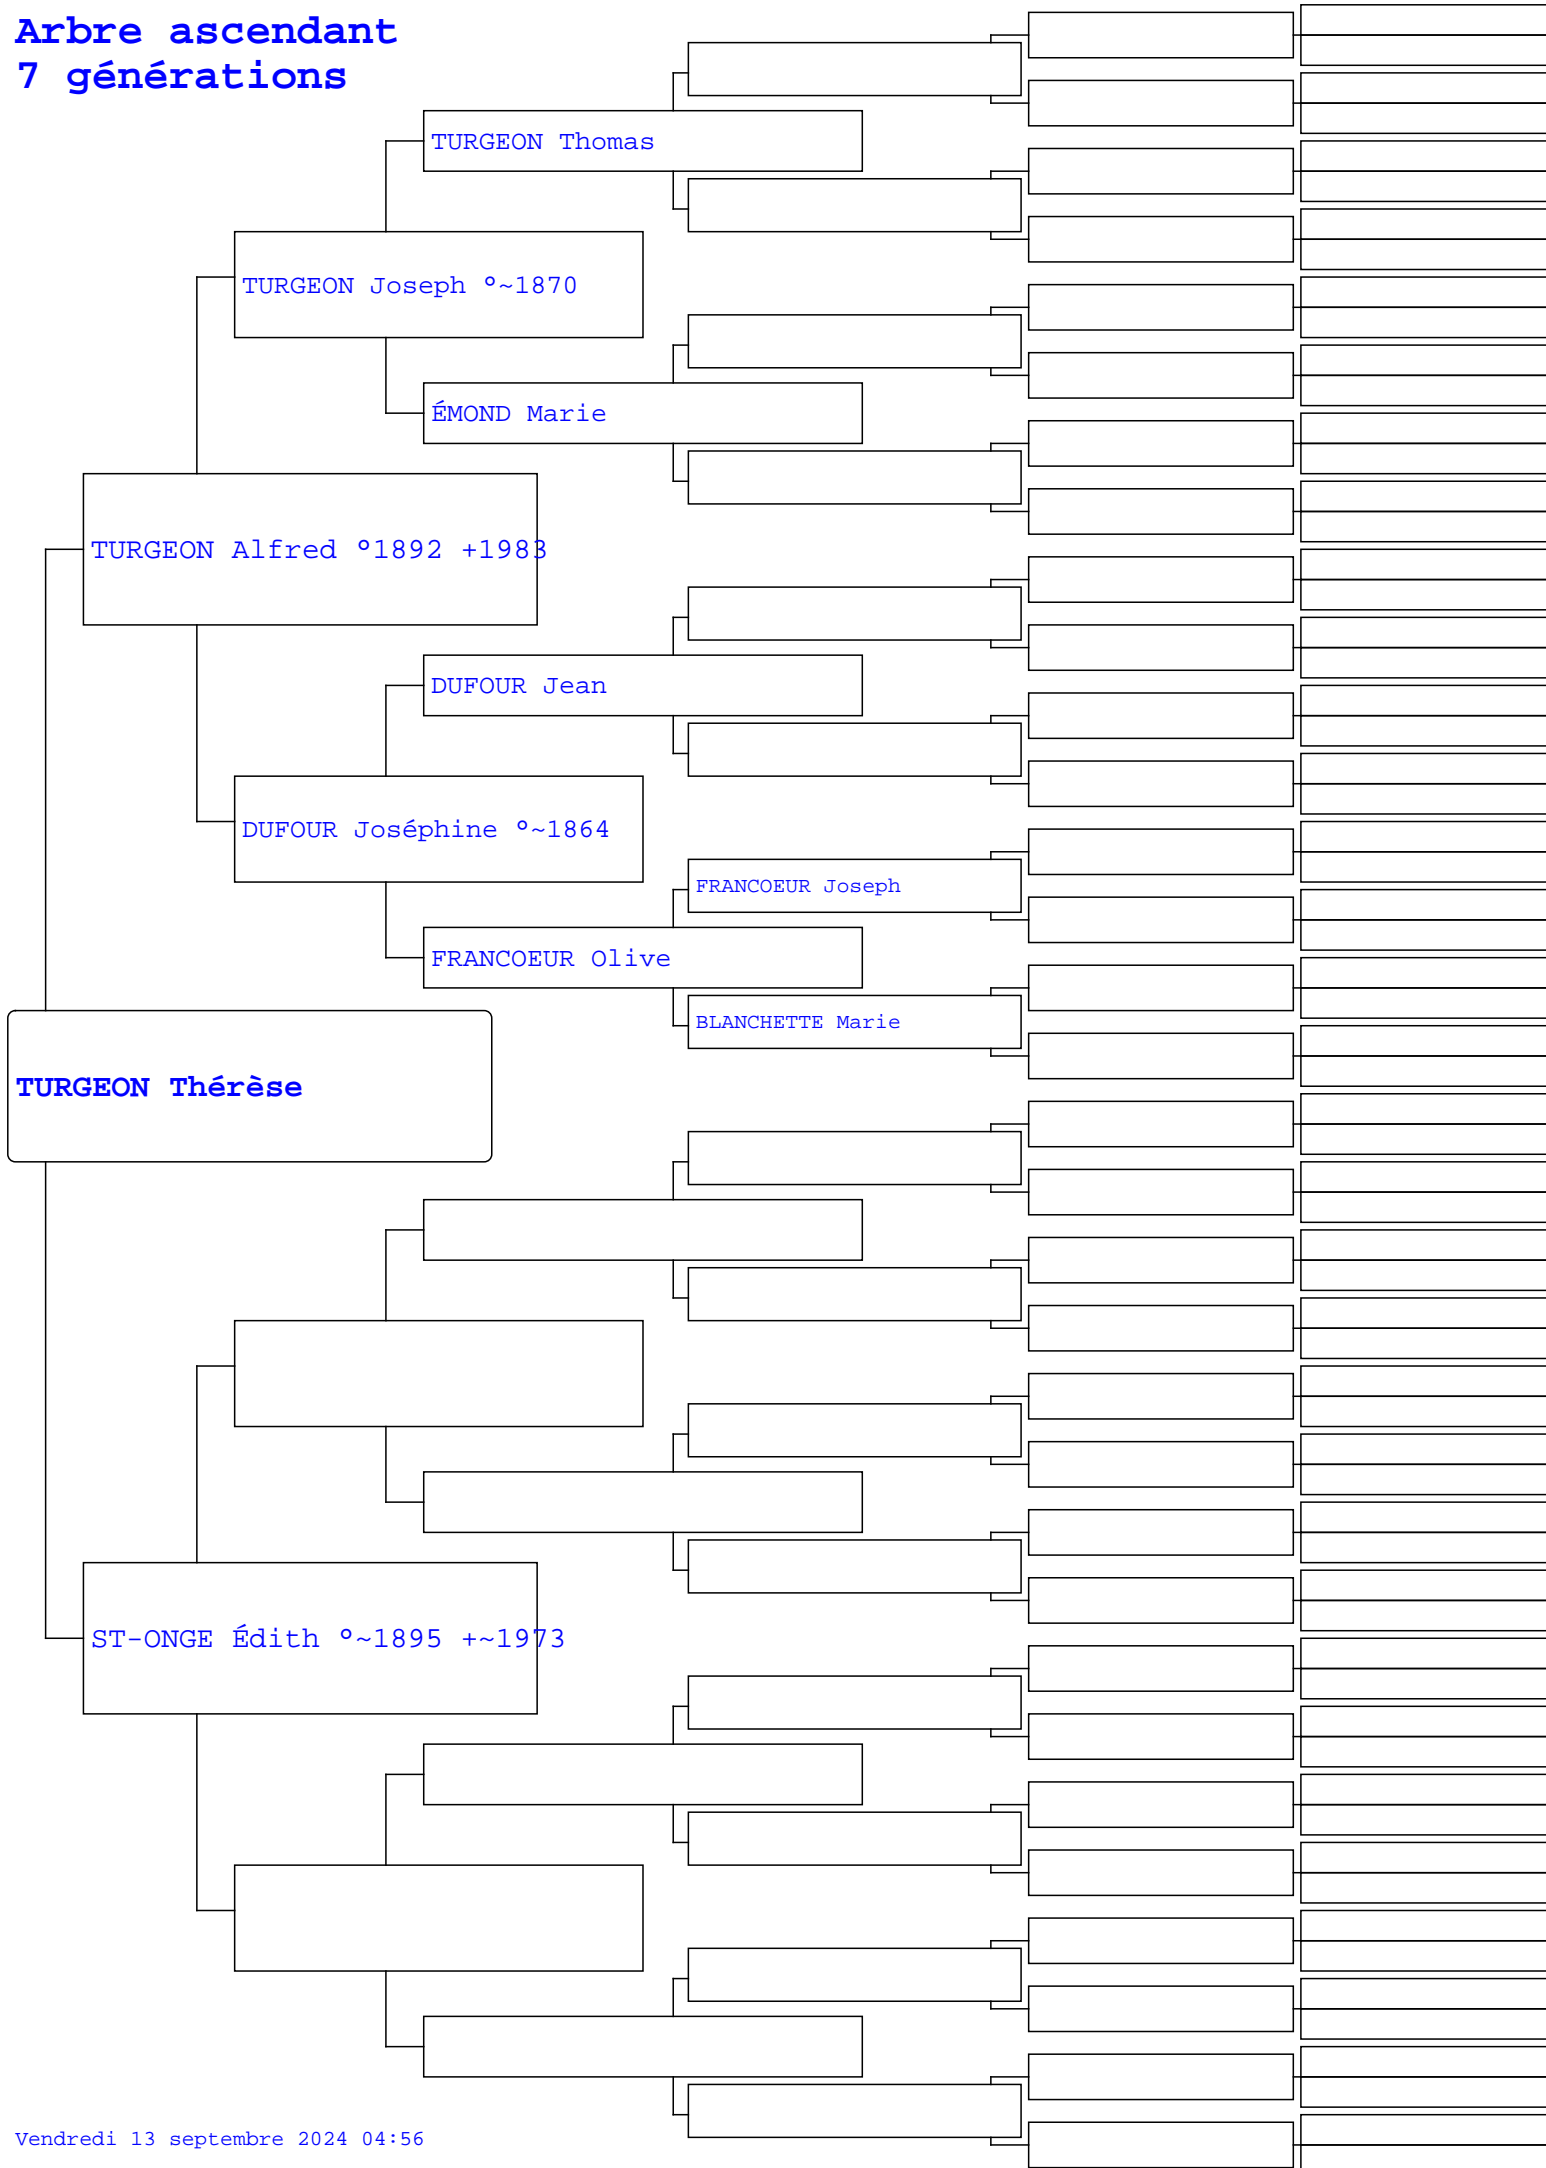 Arbre ascendant
7 générations
TURGEON Thomas
TURGEON Joseph °~1870
ÉMOND Marie
TURGEON Alfred °1892 +1983
DUFOUR Jean
DUFOUR Joséphine °~1864
FRANCOEUR Joseph
FRANCOEUR Olive
BLANCHETTE Marie
TURGEON Thérèse
ST-ONGE Édith °~1895 +~1973
Vendredi 13 septembre 2024 04:56